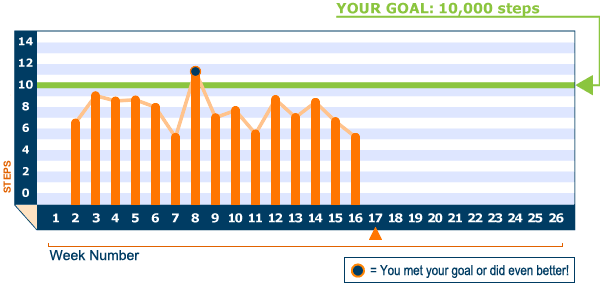 YOUR GOAL: 10,000 steps
14
12
10
8
6
4
2
0
STEPS
1 2 3 4 5 6 7 8 9 10 11 12 13 14 15 16 17 18 19 20 21 22 23 24 25 26
Week Number
= You met your goal or did even better!